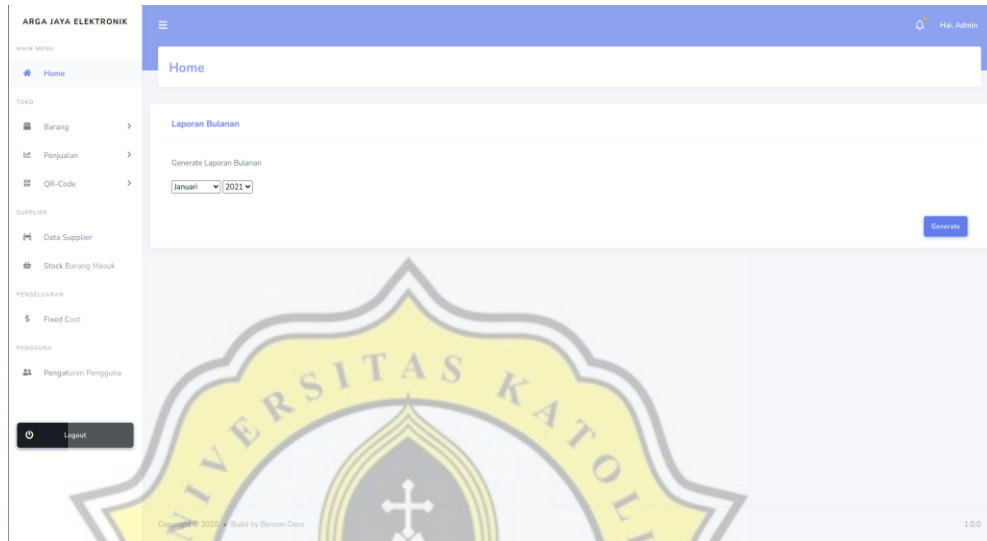 ARGA JAYA ELEKTRONIK
Hai, Admin
MAIN MENU
Home
Home
TOKO
Barang
Penjualan
QR-Code
SUPPLIER
Data Supplier
Stock Barang Masuk
PENGELUARAN
Fixed Cost
PENGGUNA
Pengaturan Pengguna
Logout
Laporan Bulanan
Generate Laporan Bulanan
Januari 2021
Generate
UNIVERSITAS KATOLI
Copyright © 2020 • Build by Benson Devs
1.0.0